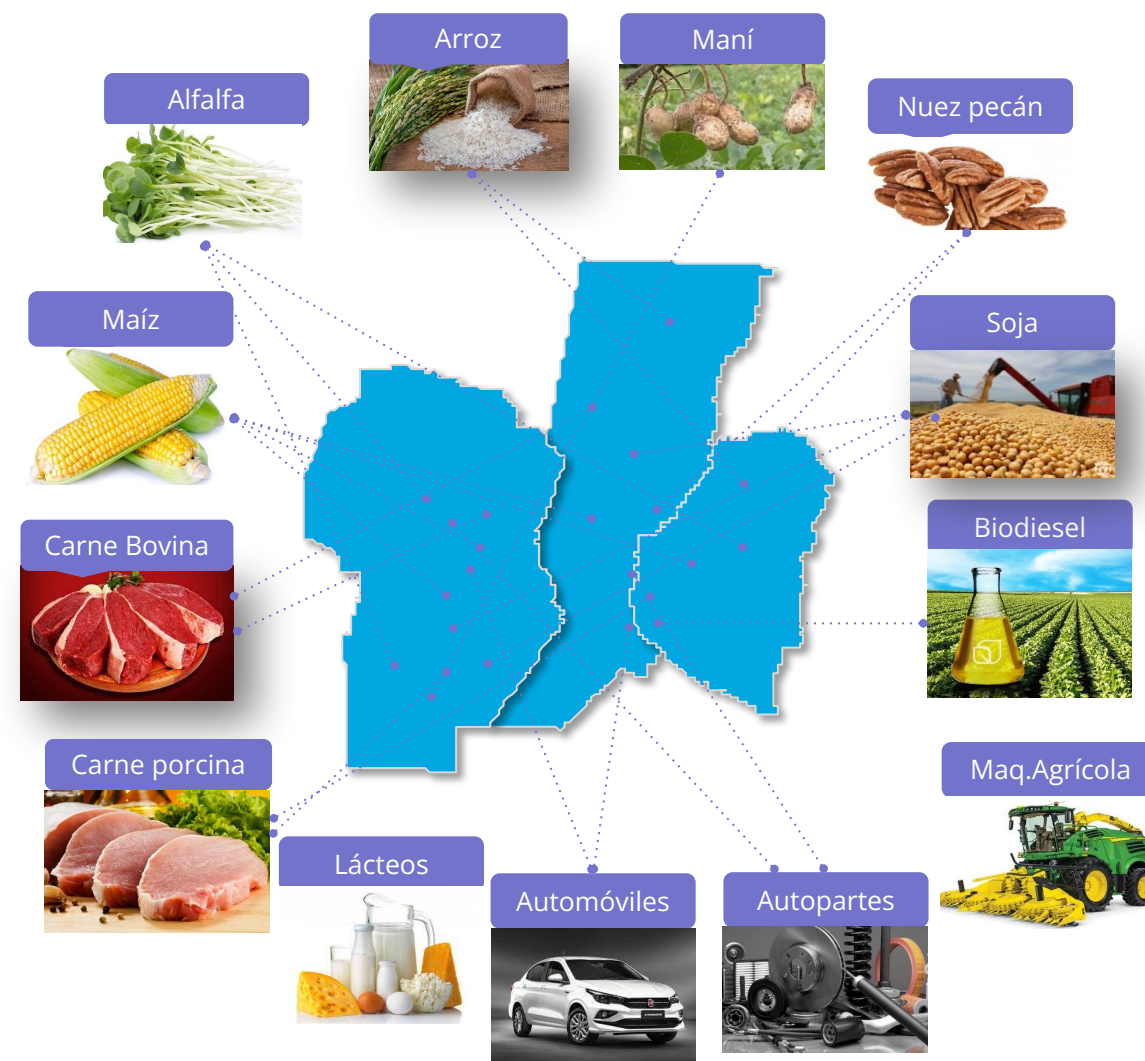 Arroz
Maní
Alfalfa
Nuez pecán
Maíz
Soja
Carne Bovina
Biodiesel
Carne porcina
Maq.Agrícola
Lácteos
Automóviles
Autopartes